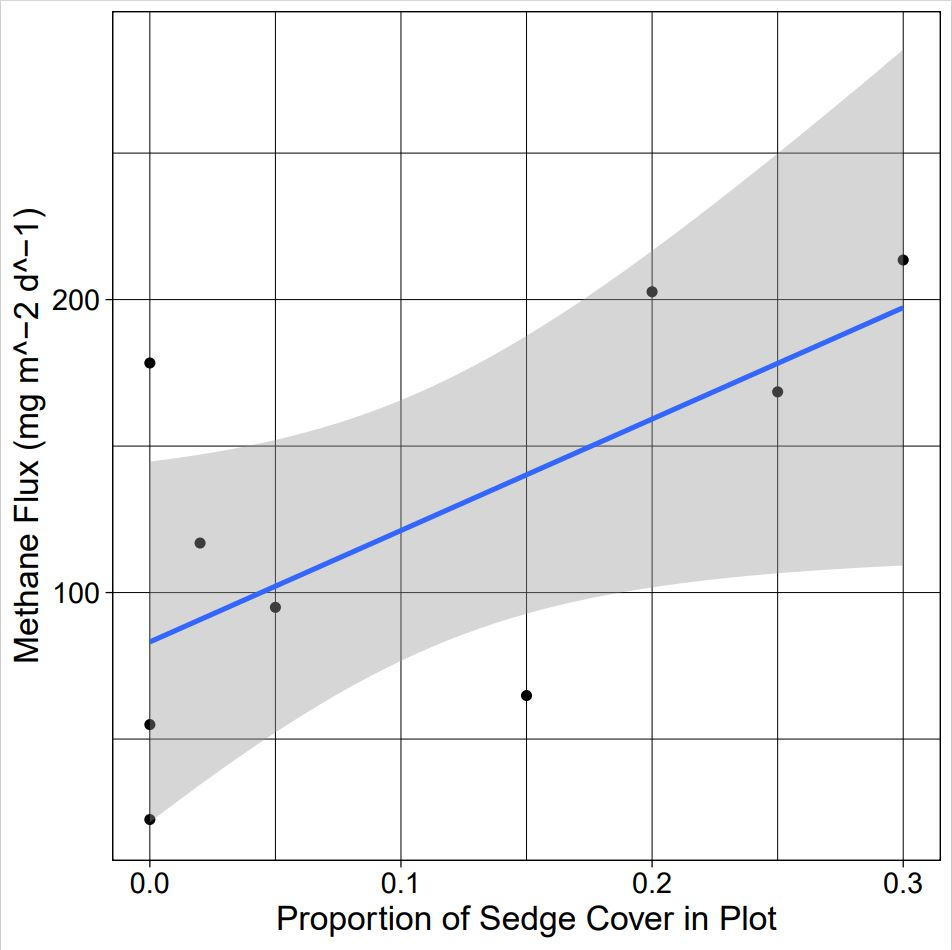 Methane Flux (mg m^−2 d^−1)
200
100
0.0 0.1 0.2 0.3
Proportion of Sedge Cover in Plot